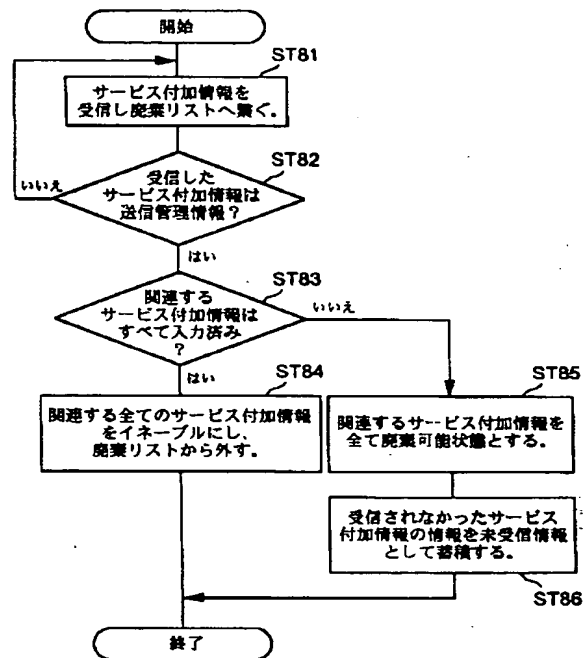 開始
ST81
サービス付加情報を
受信し廃棄リストへ繋ぐ。
ST82
受信した
サービス付加情報は
送信管理情報?
いいえ
はい
ST83
関連する
サービス付加情報は
すべて入力済み
?
いいえ
はい
ST84
関連する全てのサービス付加情報
をイネーブルにし、
廃棄リストから外す。
ST85
関連するサービス付加情報を
全て廃棄可能状態とする。
受信されなかったサービス
付加情報の情報を未受信情報
として蓄積する。
ST86
終了